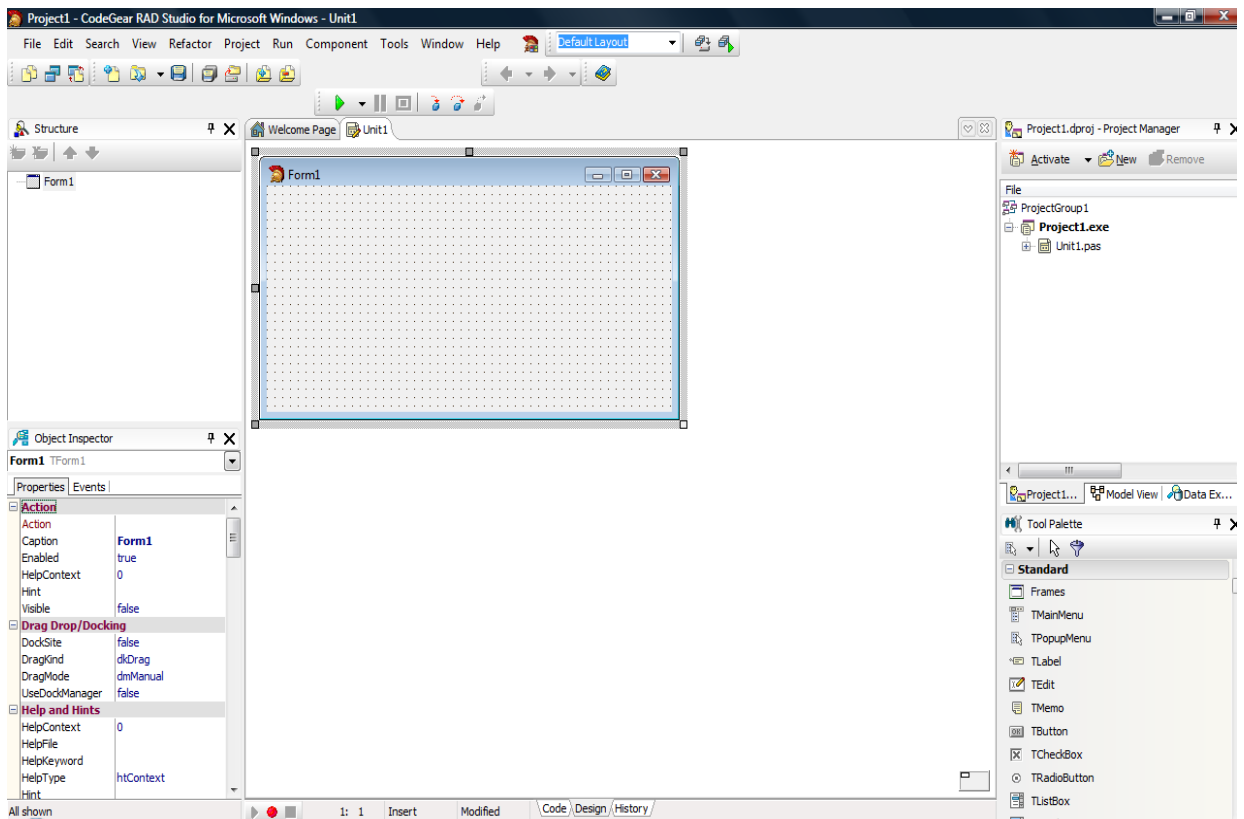 Project1 - CodeGear RAD Studio for Microsoft Windows - Unit1
File Edit Search View Refactor Project Run Component Tools Window Help Default Layout
Structure
Form1
Welcome Page Unit1
Form1
Project1.dproj - Project Manager
Activate New Remove
File
ProjectGroup1
Project1.exe
Unit1.pas
Project1... Model View Data Ex...
Object Inspector
Form1 TForm1
Properties Events
Action
Action
Caption Form1
Enabled true
HelpContext 0
Hint
Visible false
Drag Drop/Docking
DockSite false
DragKind dkDrag
DragMode dmManual
UseDockManager false
Help and Hints
HelpContext 0
HelpFile
HelpKeyword
HelpType htContext
Hint
All shown
Tool Palette
Standard
Frames
TMainMenu
TPopupMenu
TLabel
TEdit
TMemo
TButton
TCheckBox
TRadioButton
TListBox
1: 1 Insert Modified Code Design History